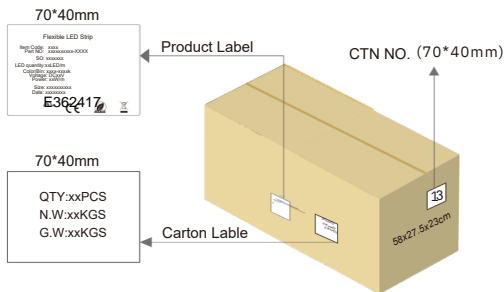 70*40mm
Flexible LED Strip
Item Code: xxxx
Part NO: xxxxxxxxxx-XXXX
SO: xxxxxxx
LED quantity:xxLED/m
Color/Bin: xxxx-xxxxk
Voltage: DCxxV
Power: xxW/m
Size: xxxxxxxxxx
Date: xxxxxxxx
E362417
CE
Product Label
CTN NO. (70*40mm)
70*40mm
QTY:xxPCS
N.W:xxKGS
G.W:xxKGS
Carton Lable
13
58x27.5x23cm